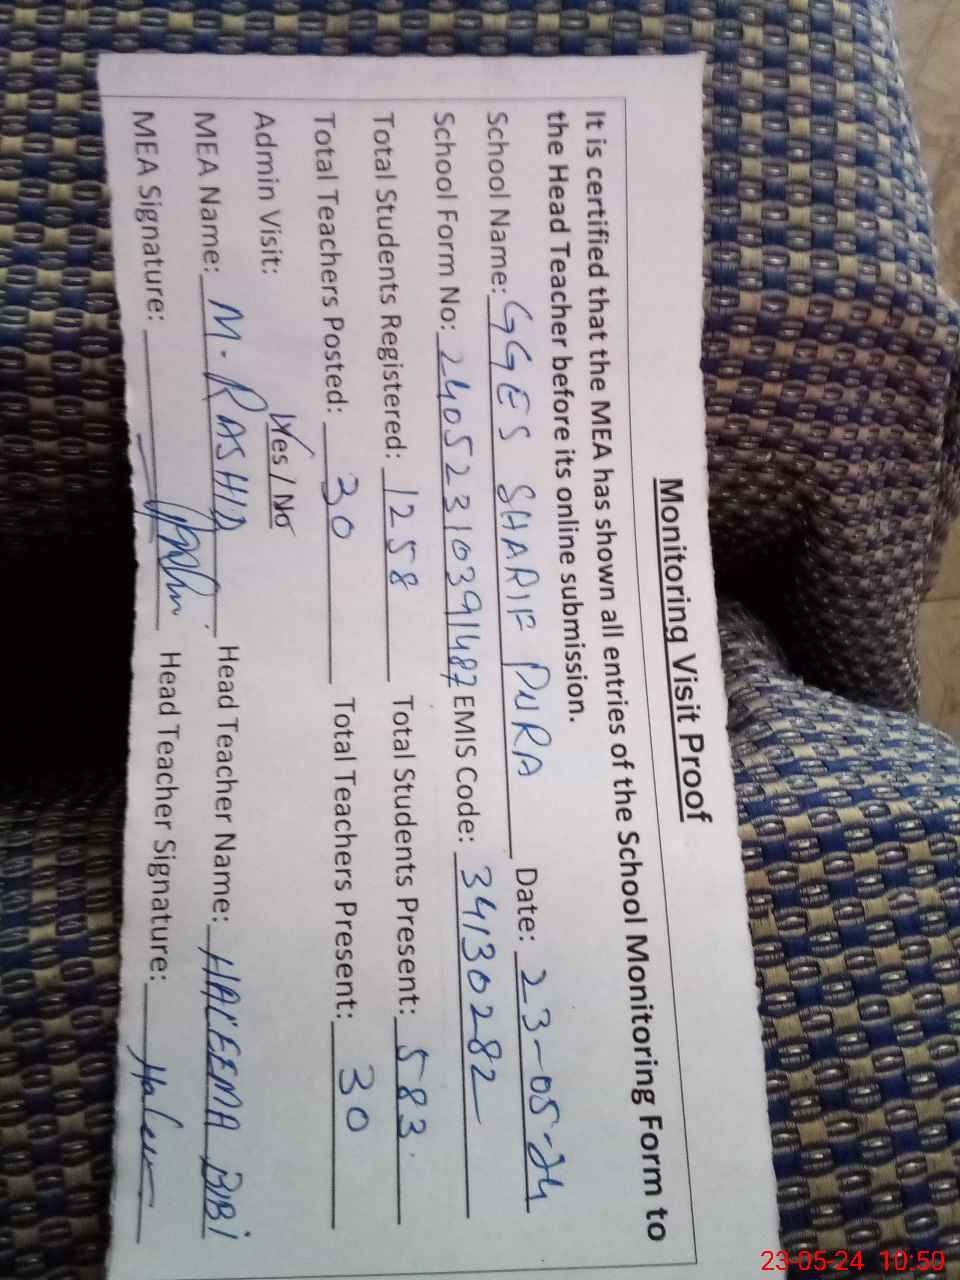 Monitoring Visit Proof
It is certified that the MEA has shown all entries of the School Monitoring Form to
the Head Teacher before its online submission.
School Name: GGES SHARIF PURA Date: 23-05-24
School Form No: 24052310391487 EMIS Code: 34130282
Total Students Registered: 1258 Total Students Present: 583
Total Teachers Posted: 30 Total Teachers Present: 30
Admin Visit: Yes / No
MEA Name: M. RASHID Head Teacher Name: HALEEMA BIBI
MEA Signature: Head Teacher Signature:
23-05-24 10:50